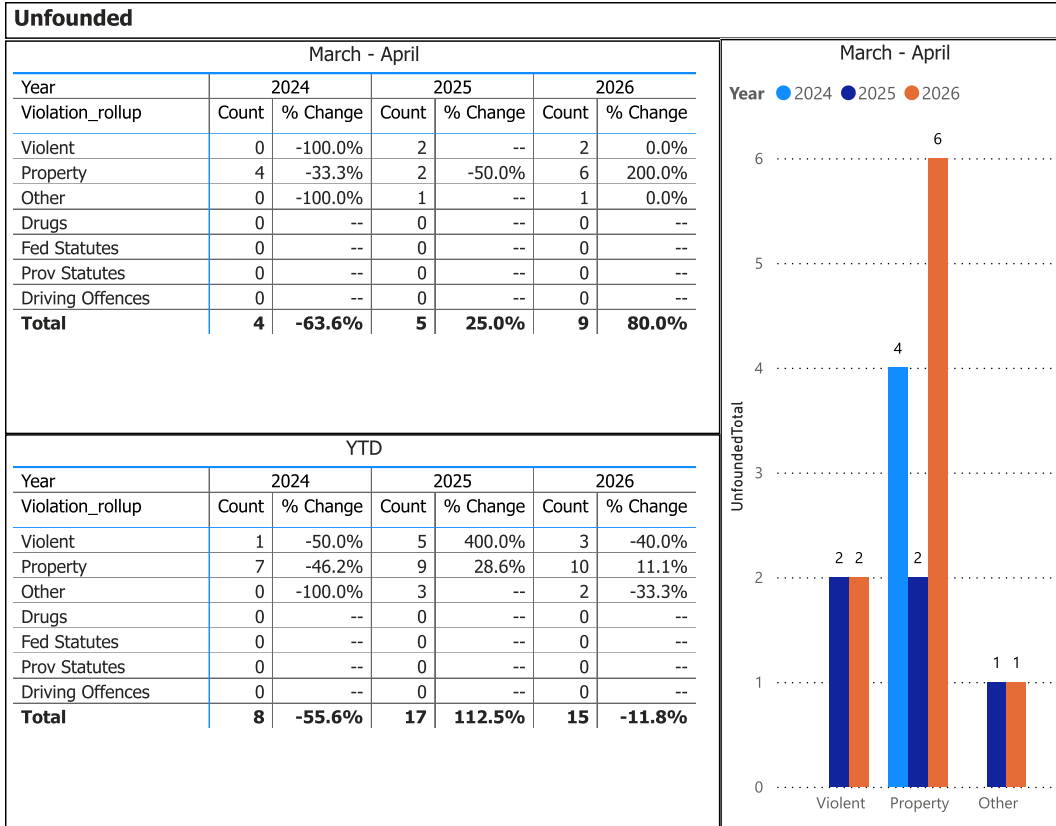 Unfounded
March - April
Year 2024 2025 2026
Violation_rollup Count % Change Count % Change Count % Change
Violent 0 -100.0% 2 -- 2 0.0%
Property 4 -33.3% 2 -50.0% 6 200.0%
Other 0 -100.0% 1 -- 1 0.0%
Drugs 0 -- 0 -- 0 --
Fed Statutes 0 -- 0 -- 0 --
Prov Statutes 0 -- 0 -- 0 --
Driving Offences 0 -- 0 -- 0 --
Total 4 -63.6% 5 25.0% 9 80.0%
YTD
Year 2024 2025 2026
Violation_rollup Count % Change Count % Change Count % Change
Violent 1 -50.0% 5 400.0% 3 -40.0%
Property 7 -46.2% 9 28.6% 10 11.1%
Other 0 -100.0% 3 -- 2 -33.3%
Drugs 0 -- 0 -- 0 --
Fed Statutes 0 -- 0 -- 0 --
Prov Statutes 0 -- 0 -- 0 --
Driving Offences 0 -- 0 -- 0 --
Total 8 -55.6% 17 112.5% 15 -11.8%
March - April
Year 2024 2025 2026
UnfoundedTotal
6
6
5
4
4
3
2
2 2
2
1
1 1
0
Violent Property Other